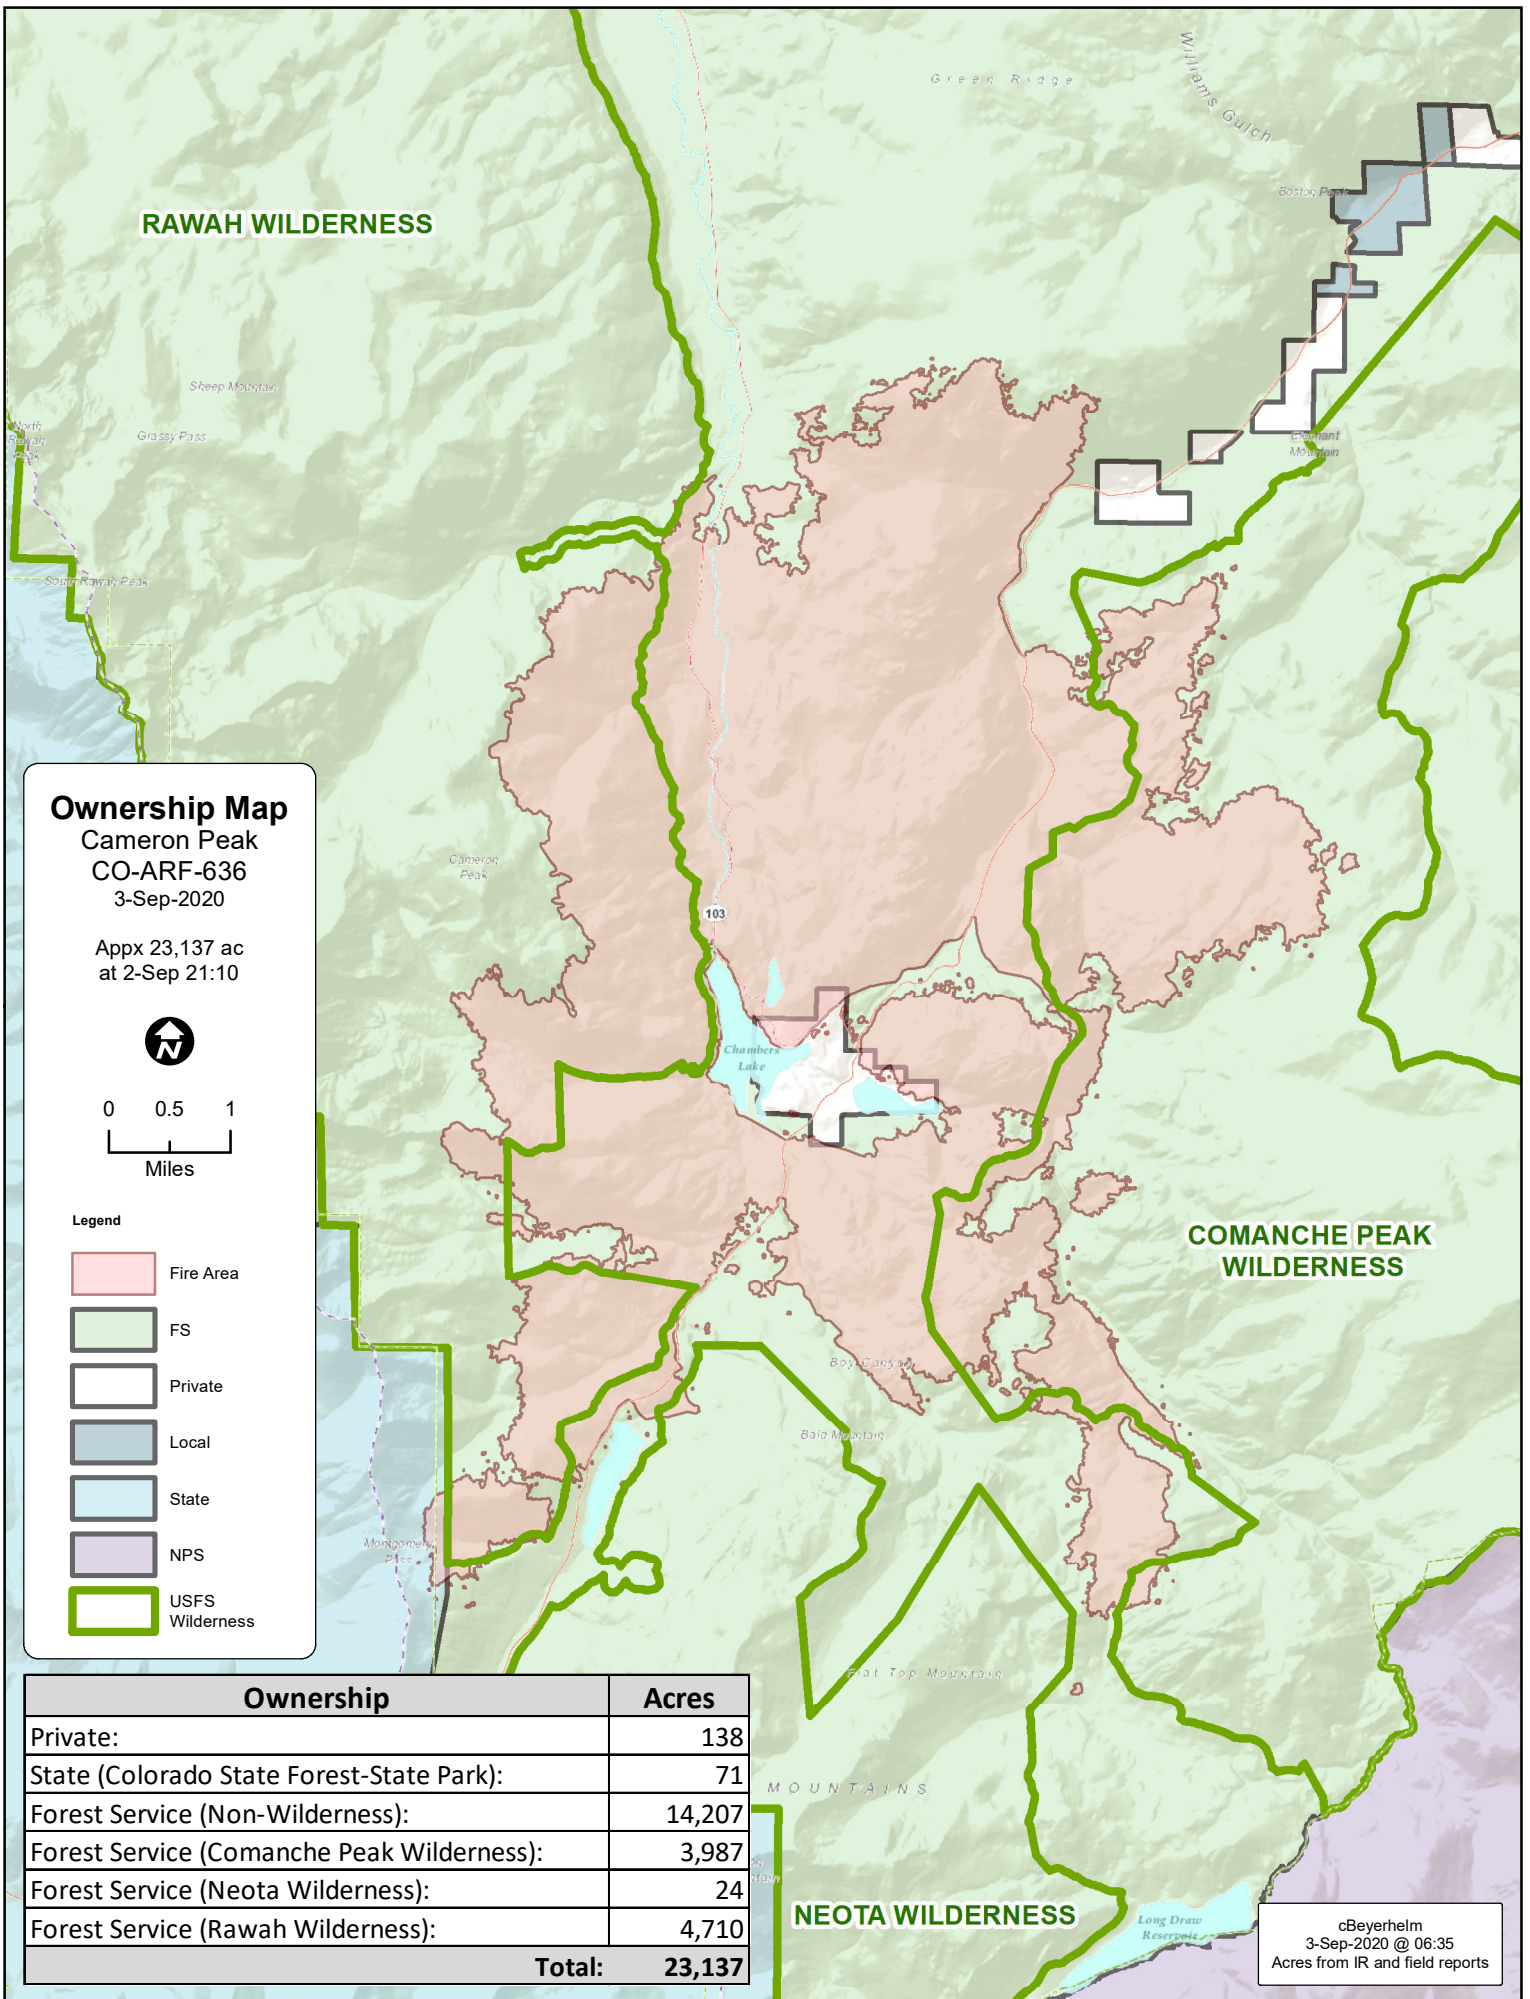 Green Ridge
Williams Gulch
Boston Peak
RAWAH WILDERNESS
Sheep Mountain
North
Rawah
Peak
Grassy Pass
Elephant
Mountain
South Rawah Peak
Ownership Map
Cameron Peak
CO-ARF-636
3-Sep-2020
Appx 23,137 ac
at 2-Sep 21:10
N
0 0.5 1
Miles
Legend
Fire Area
FS
Private
Local
State
NPS
USFS
Wilderness
Cameron
Peak
103
Chambers
Lake
COMANCHE PEAK
WILDERNESS
Boy Canyon
Bald Mountain
Montgomery
Pass
Flat Top Mountain
MOUNTAINS
NEOTA WILDERNESS
Long Draw
Reservoir
Ownership Acres
Private: 138
State (Colorado State Forest-State Park): 71
Forest Service (Non-Wilderness): 14,207
Forest Service (Comanche Peak Wilderness): 3,987
Forest Service (Neota Wilderness): 24
Forest Service (Rawah Wilderness): 4,710
Total: 23,137
cBeyerhelm
3-Sep-2020 @ 06:35
Acres from IR and field reports